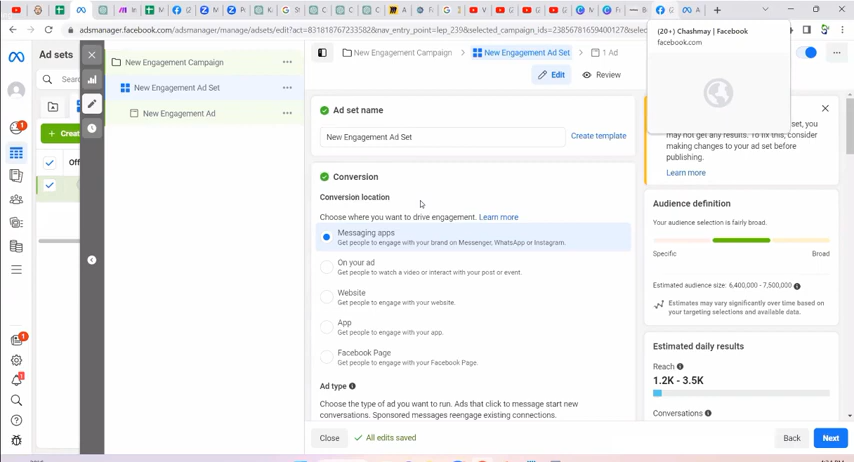 (20+) Chashmay | Facebook
facebook.com
adsmanager.facebook.com/adsmanager/manage/adsets/edit?act=831818767233582&nav_entry_point=lep_239&selected_campaign_ids=23856781659400127&selec
Ad sets
Sear
Creat
Off
1
New Engagement Campaign
New Engagement Ad Set
New Engagement Ad
New Engagement Campaign
New Engagement Ad Set
1 Ad
Edit
Review
Ad set name
New Engagement Ad Set
Create template
Conversion
Conversion location
Choose where you want to drive engagement. Learn more
Messaging apps
Get people to engage with your brand on Messenger, WhatsApp or Instagram.
On your ad
Get people to watch a video or interact with your post or event.
Website
Get people to engage with your website.
App
Get people to engage with your app.
Facebook Page
Get people to engage with your Facebook Page.
Ad type
Choose the type of ad you want to run. Ads that click to message start new
conversations. Sponsored messages reengage existing connections.
Close
All edits saved
Back
Next
set, you
may not get any results. To fix this, consider
making changes to your ad set before
publishing.
Learn more
Audience definition
Your audience selection is fairly broad.
Specific
Broad
Estimated audience size: 6,400,000 - 7,500,000
Estimates may vary significantly over time based on
your targeting selections and available data.
Estimated daily results
Reach
1.2K - 3.5K
Conversations